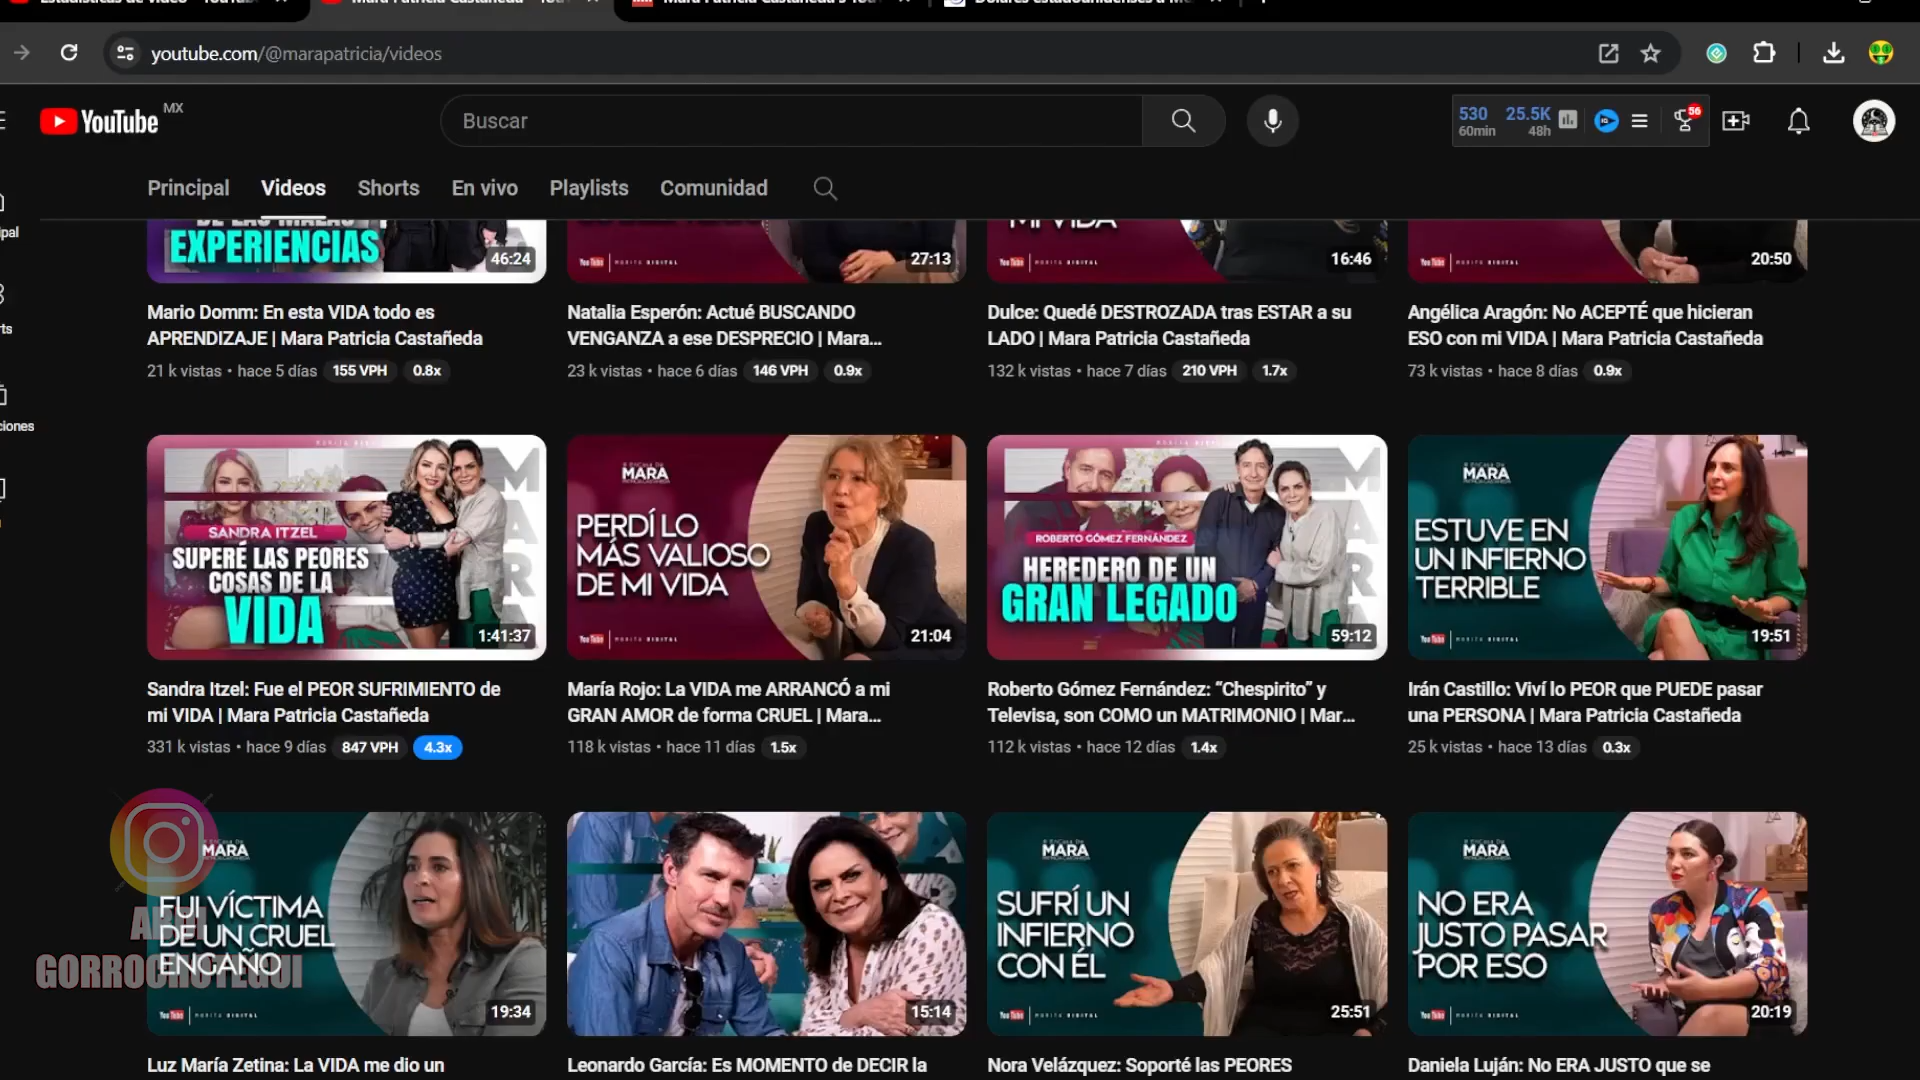 youtube.com/@marapatricia/videos
YouTube MX
Buscar
530 25.5K
60min 48h
56
Principal Videos Shorts En vivo Playlists Comunidad
EXPERIENCIAS
46:24
27:13
MI VIDA
16:46
20:50
Mario Domm: En esta VIDA todo es
APRENDIZAJE | Mara Patricia Castañeda
21 k vistas • hace 5 días 155 VPH 0.8x
Natalia Esperón: Actué BUSCANDO
VENGANZA a ese DESPRECIO | Mara...
23 k vistas • hace 6 días 146 VPH 0.9x
Dulce: Quedé DESTROZADA tras ESTAR a su
LADO | Mara Patricia Castañeda
132 k vistas • hace 7 días 210 VPH 1.7x
Angélica Aragón: No ACEPTÉ que hicieran
ESO con mi VIDA | Mara Patricia Castañeda
73 k vistas • hace 8 días 0.9x
SANDRA ITZEL
SUPERÉ LAS PEORES
COSAS DE LA
VIDA
1:41:37
MARA
PERDÍ LO
MÁS VALIOSO
DE MI VIDA
21:04
ROBERTO GÓMEZ FERNÁNDEZ
HEREDERO DE UN
GRAN LEGADO
59:12
MARA
ESTUVE EN
UN INFIERNO
TERRIBLE
19:51
Sandra Itzel: Fue el PEOR SUFRIMIENTO de
mi VIDA | Mara Patricia Castañeda
331 k vistas • hace 9 días 847 VPH 4.3x
María Rojo: La VIDA me ARRANCÓ a mi
GRAN AMOR de forma CRUEL | Mara...
118 k vistas • hace 11 días 1.5x
Roberto Gómez Fernández: “Chespirito” y
Televisa, son COMO un MATRIMONIO | Mar...
112 k vistas • hace 12 días 1.4x
Irán Castillo: Viví lo PEOR que PUEDE pasar
una PERSONA | Mara Patricia Castañeda
25 k vistas • hace 13 días 0.3x
MARA
FUI VÍCTIMA
DE UN CRUEL
ENGAÑO
19:34
GORROCHOTEGUI
15:14
MARA
SUFRÍ UN
INFIERNO
CON ÉL
25:51
MARA
NO ERA
JUSTO PASAR
POR ESO
20:19
Luz María Zetina: La VIDA me dio un
Leonardo García: Es MOMENTO de DECIR la
Nora Velázquez: Soporté las PEORES
Daniela Luján: No ERA JUSTO que se